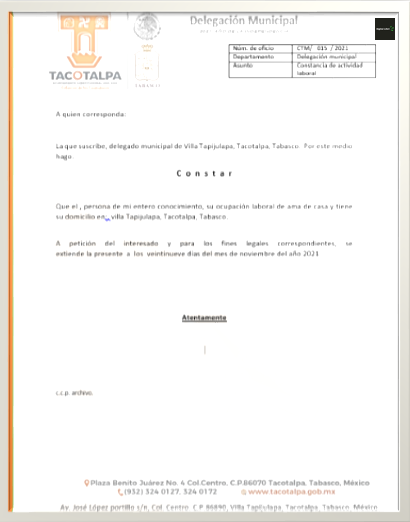 Delegación Municipal
TACOTALPA
TABASCO
Núm. de oficio CTM/ 015 / 2021
Departamento Delegación municipal
Asunto Constancia de actividad
laboral
A quien corresponda:
La que suscribe, delegado municipal de Villa Tapijulapa, Tacotalpa, Tabasco. Por este medio
hago:
C o n s t a r
Que el , persona de mi entero conocimiento, su ocupación laboral de ama de casa y tiene
su domicilio en, villa Tapijulapa, Tacotalpa, Tabasco.
A petición del interesado y para los fines legales correspondientes, se
extiende la presente a los veintinueve días del mes de noviembre del año 2021
Atentamente
c.c.p. archivo.
Plaza Benito Juárez No. 4 Col.Centro, C.P.86070 Tacotalpa, Tabasco, México
(932) 324 0127, 324 0172 www.tacotalpa.gob.mx
Av. José López portillo s/n, Col. Centro C.P 86890, Villa Tapijulapa, Tacotalpa, Tabasco, México